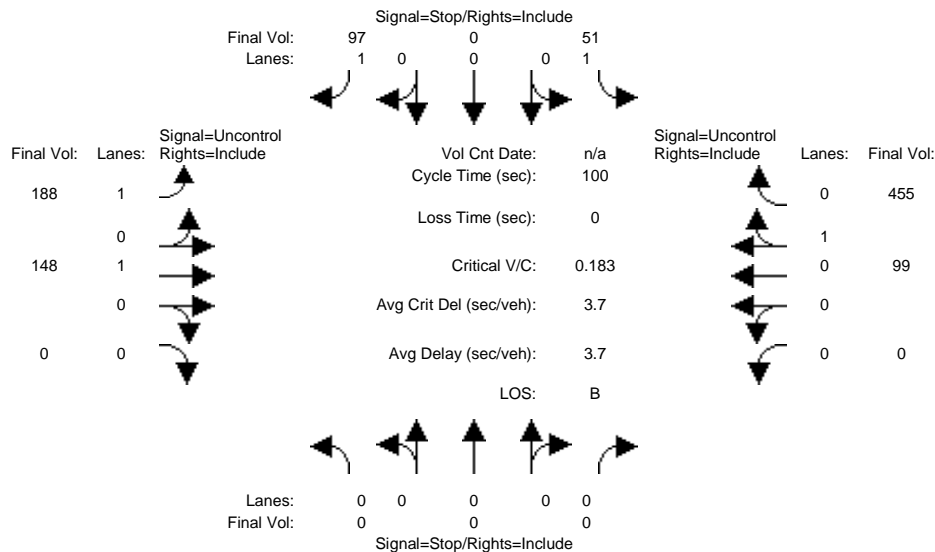 Signal=Stop/Rights=Include
Final Vol: 97 0 51
Lanes: 1 0 0 0 1
Signal=Uncontrol
Final Vol: Lanes: Rights=Include
Vol Cnt Date: n/a
Signal=Uncontrol
Rights=Include Lanes: Final Vol:
Cycle Time (sec): 100
188 1
0 455
Loss Time (sec): 0
0
1
148 1
Critical V/C: 0.183
0 99
0
Avg Crit Del (sec/veh): 3.7
0
0 0
Avg Delay (sec/veh): 3.7
0 0
LOS: B
Lanes: 0 0 0 0 0
Final Vol: 0 0 0
Signal=Stop/Rights=Include